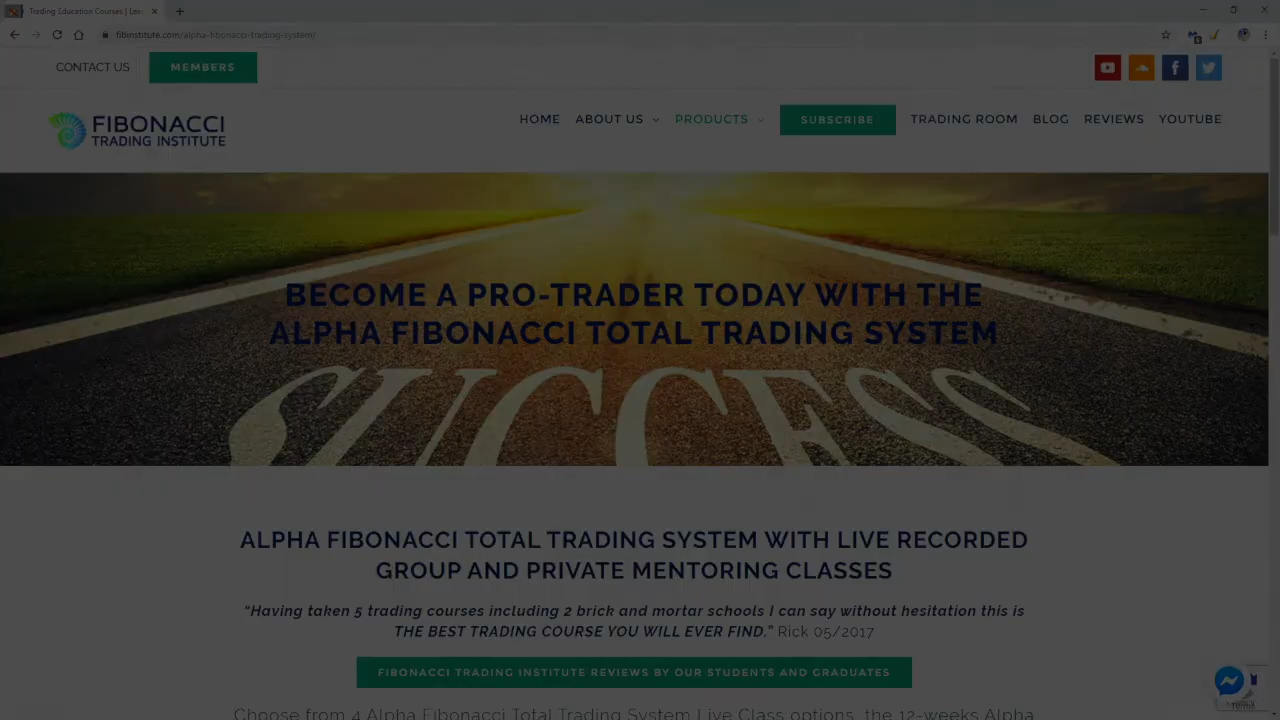 Trading Education Courses | Les
fibinstitute.com/alpha-fibonacci-trading-system/
CONTACT US
MEMBERS
FIBONACCI
TRADING INSTITUTE
HOME
ABOUT US
PRODUCTS
SUBSCRIBE
TRADING ROOM
BLOG
REVIEWS
YOUTUBE
BECOME A PRO-TRADER TODAY WITH THE
ALPHA FIBONACCI TOTAL TRADING SYSTEM
SUCCESS
ALPHA FIBONACCI TOTAL TRADING SYSTEM WITH LIVE RECORDED
GROUP AND PRIVATE MENTORING CLASSES
“Having taken 5 trading courses including 2 brick and mortar schools I can say without hesitation this is
THE BEST TRADING COURSE YOU WILL EVER FIND.” Rick 05/2017
FIBONACCI TRADING INSTITUTE REVIEWS BY OUR STUDENTS AND GRADUATES
Choose from 4 Alpha Fibonacci Total Trading System Live Class options, the 12-weeks Alpha